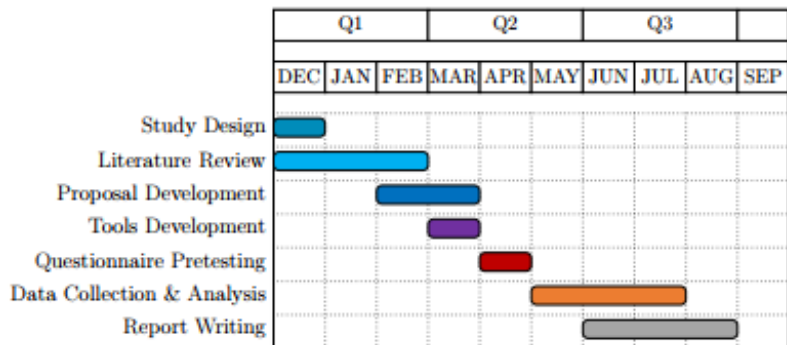 Q1 Q2 Q3
DEC JAN FEB MAR APR MAY JUN JUL AUG SEP
Study Design
Literature Review
Proposal Development
Tools Development
Questionnaire Pretesting
Data Collection & Analysis
Report Writing